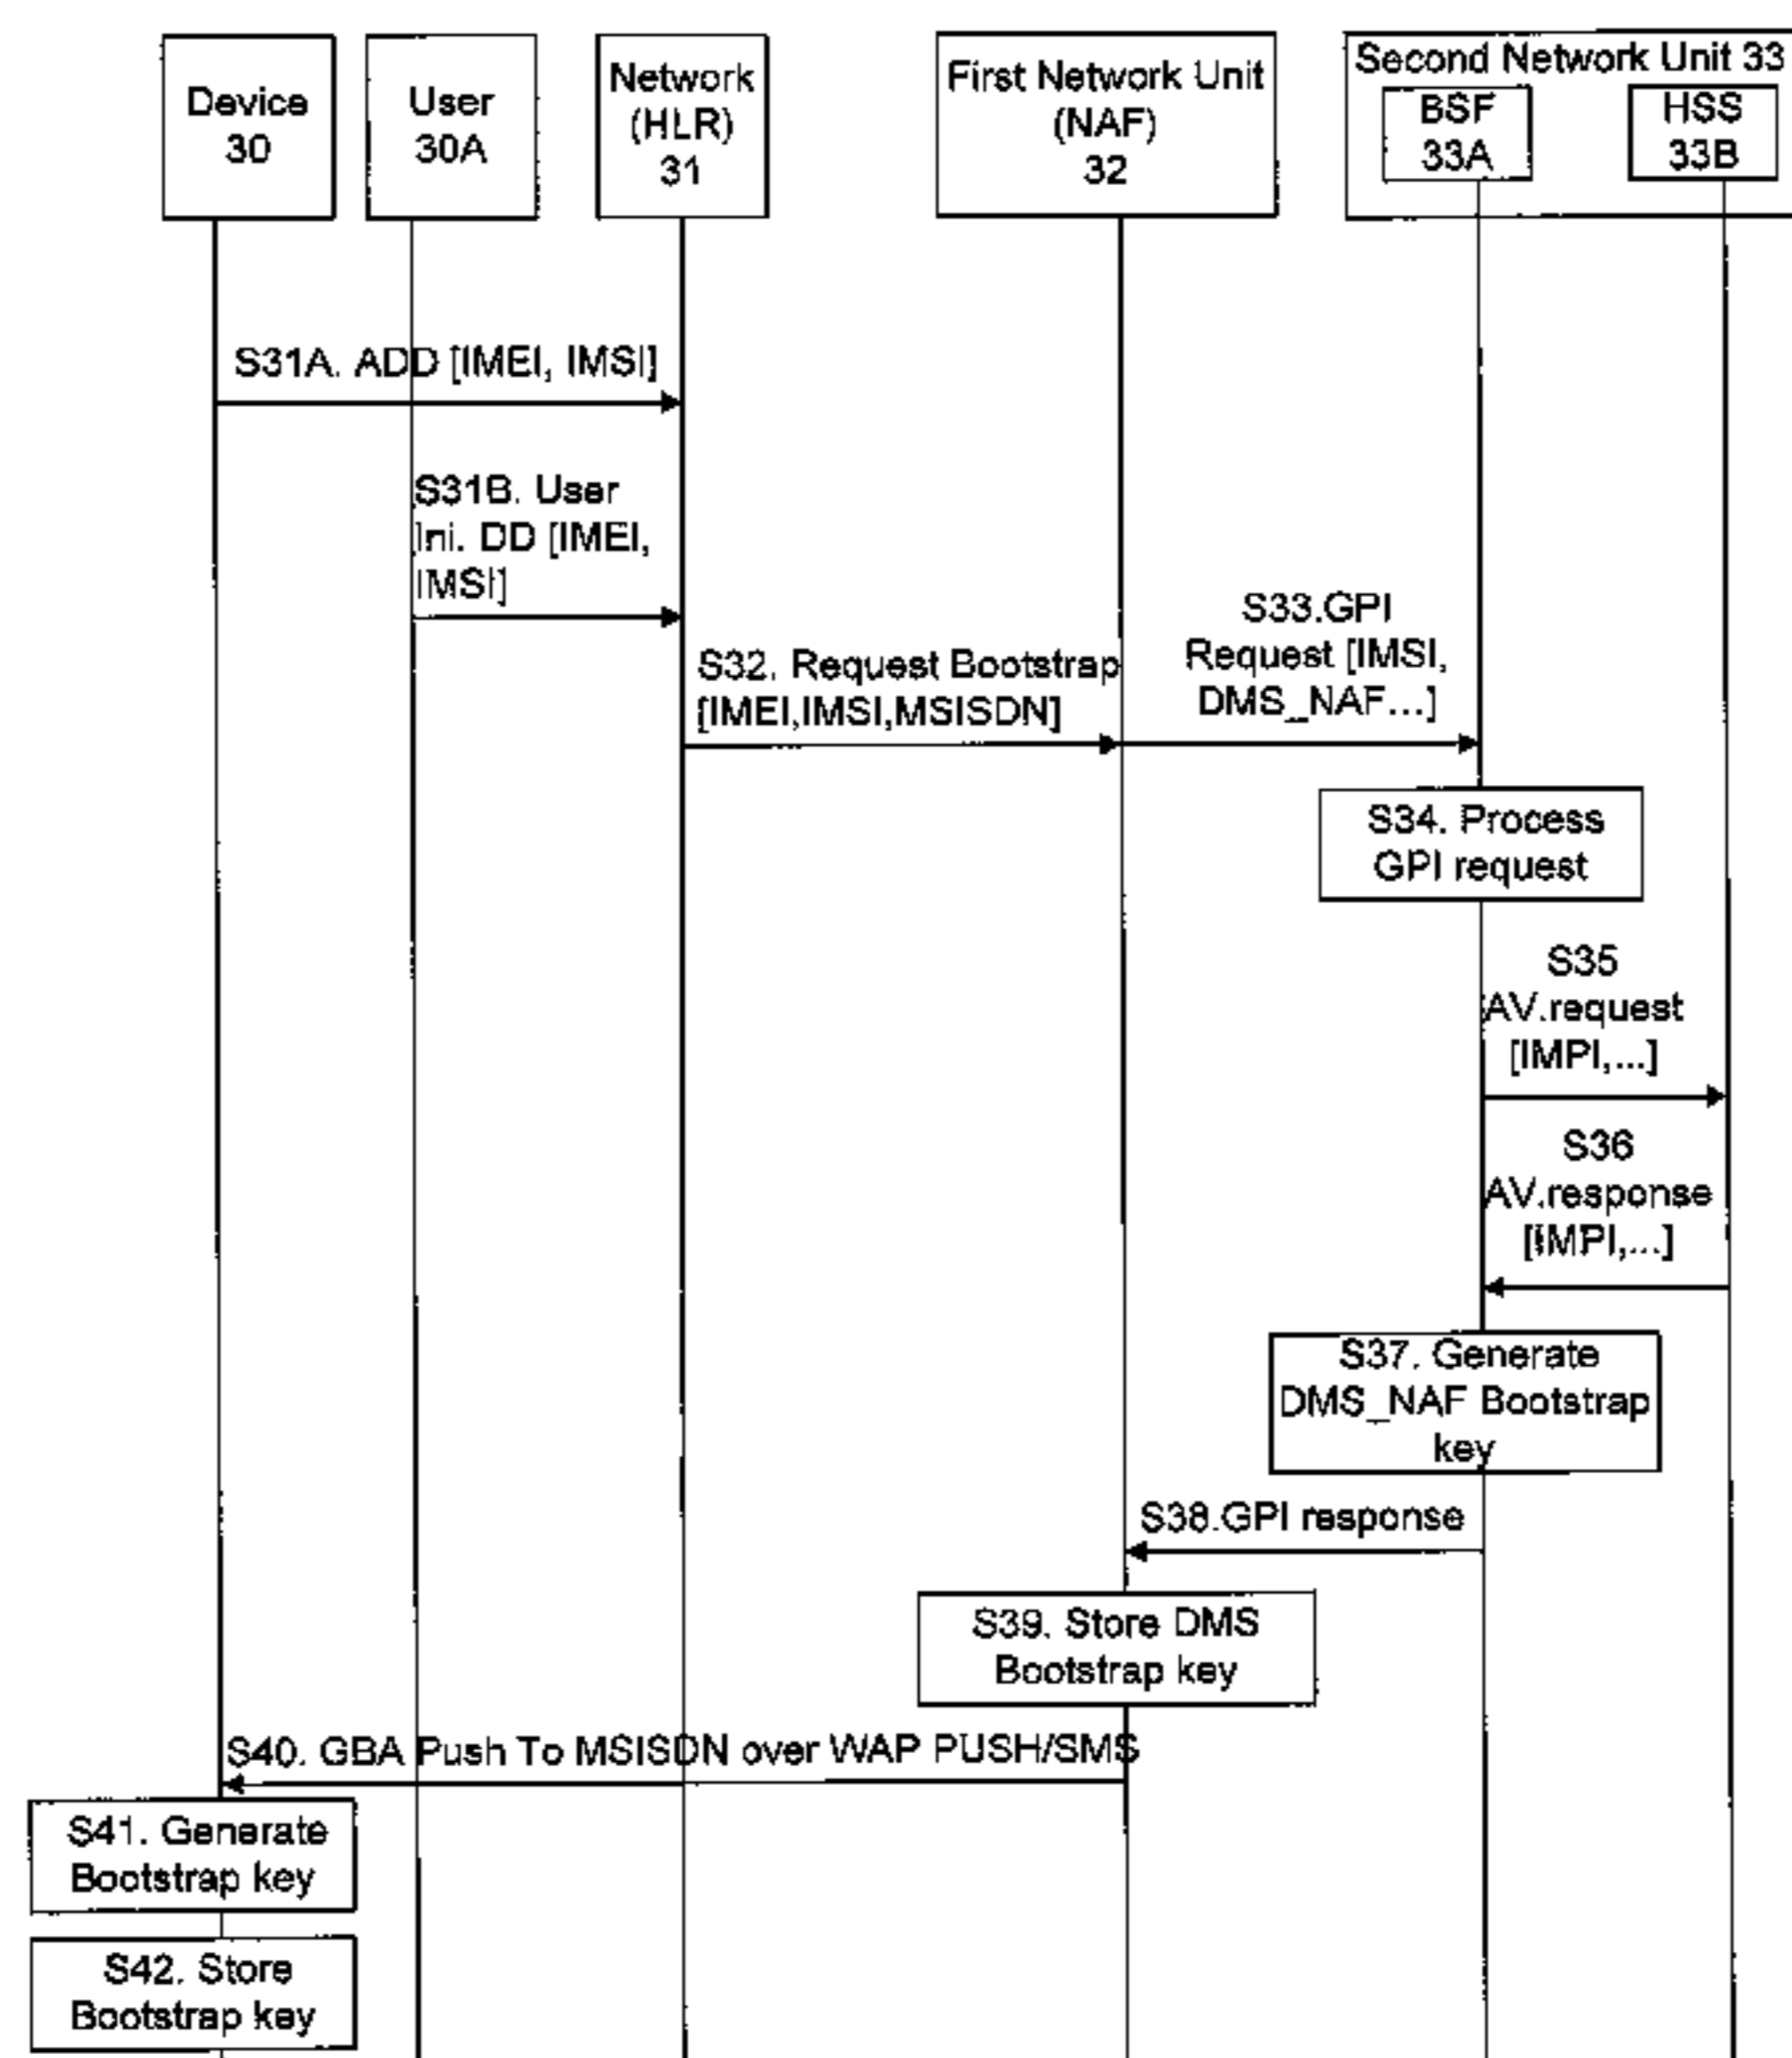 Device
30
User
30A
Network
(HLR)
31
First Network Unit
(NAF)
32
Second Network Unit 33
BSF
33A
HSS
33B
S31A. ADD [IMEI, IMSI]
S31B. User
Ini. DD [IMEI,
IMSI]
S32. Request Bootstrap
[IMEI,IMSI,MSISDN]
S33.GPI
Request [IMSI,
DMS_NAF...]
S34. Process
GPI request
S35
AV.request
[IMPI,...]
S36
AV.response
[IMPI,...]
S37. Generate
DMS_NAF Bootstrap
key
S38.GPI response
S39. Store DMS
Bootstrap key
S40. GBA Push To MSISDN over WAP PUSH/SMS
S41. Generate
Bootstrap key
S42. Store
Bootstrap key